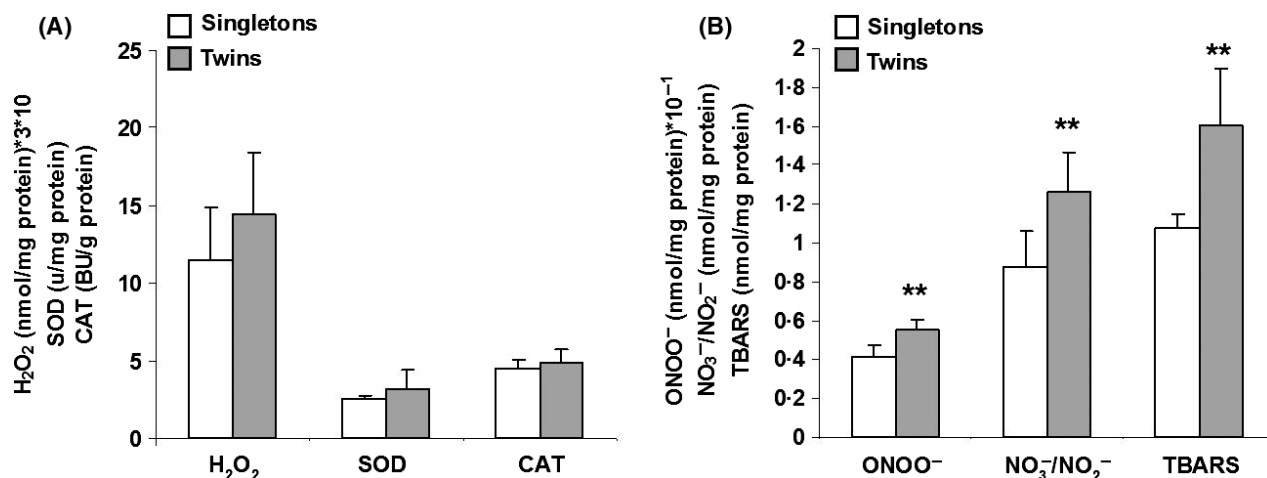 (A)
Singletons
Twins
H₂O₂ (nmol/mg protein)*3*10
SOD (u/mg protein)
CAT (BU/g protein)
25
20
15
10
5
0
H₂O₂ SOD CAT
(B)
Singletons
Twins
ONOO⁻ (nmol/mg protein)*10⁻¹
NO₃⁻/NO₂⁻ (nmol/mg protein)
TBARS (nmol/mg protein)
2
1·8
1·6
1·4
1·2
1
0·8
0·6
0·4
0·2
0
**
**
**
ONOO⁻ NO₃⁻/NO₂⁻ TBARS